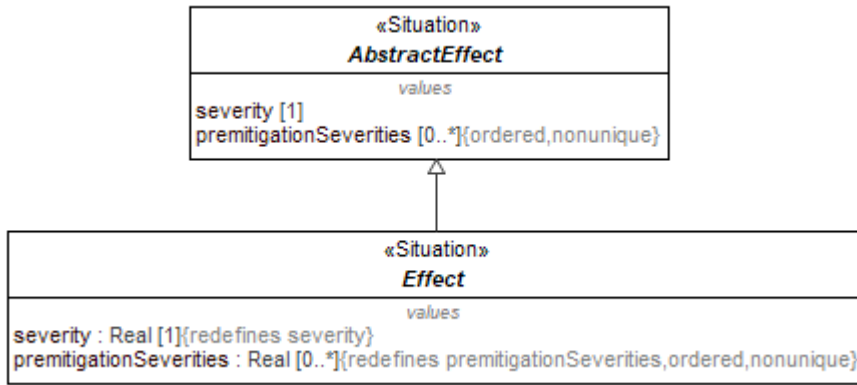 «Situation»
AbstractEffect
values
severity [1]
premitigationSeverities [0..*]{ordered,nonunique}
«Situation»
Effect
values
severity : Real [1]{redefines severity}
premitigationSeverities : Real [0..*]{redefines premitigationSeverities,ordered,nonunique}